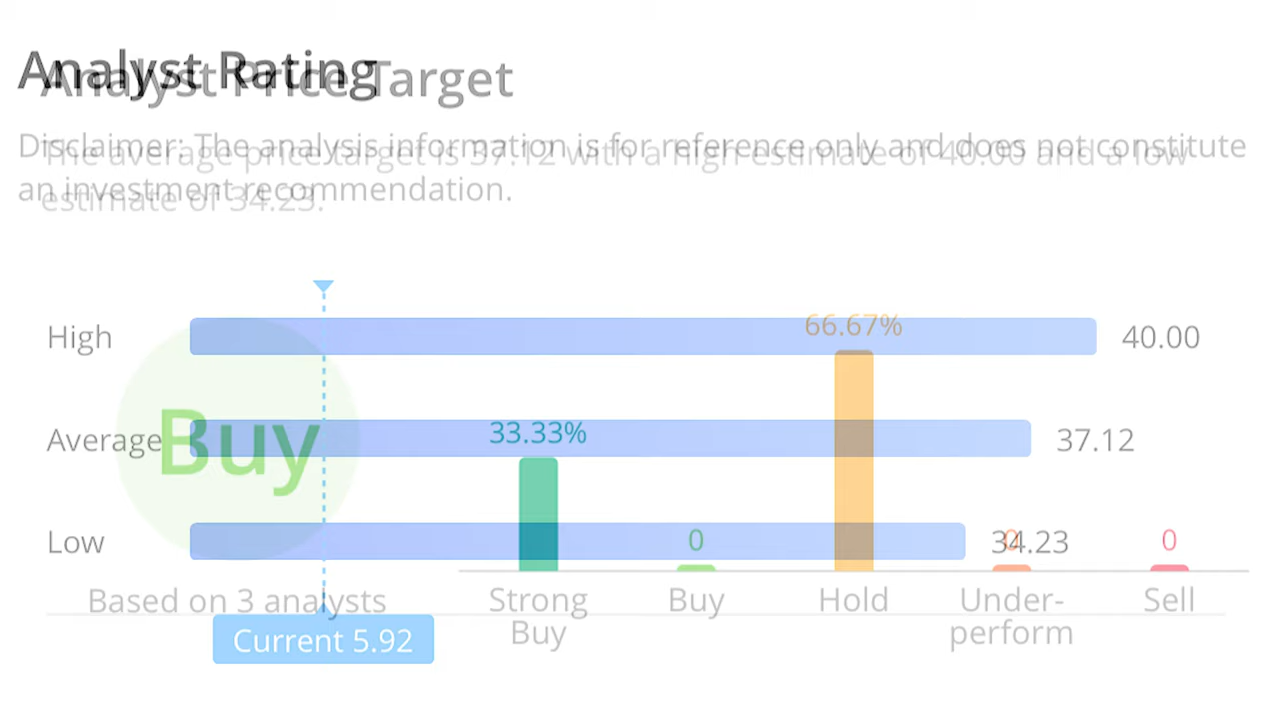 Analyst Rating
Analyst Price Target
Disclaimer: The analysis information is for reference only and does not constitute
an investment recommendation.
The average price target is 37.12 with a high estimate of 40.00 and a low
estimate of 34.23.
High
40.00
Average
37.12
Low
34.23
Current 5.92
Buy
Based on 3 analysts
33.33%
0
66.67%
0
0
Strong
Buy
Buy
Hold
Under-
perform
Sell